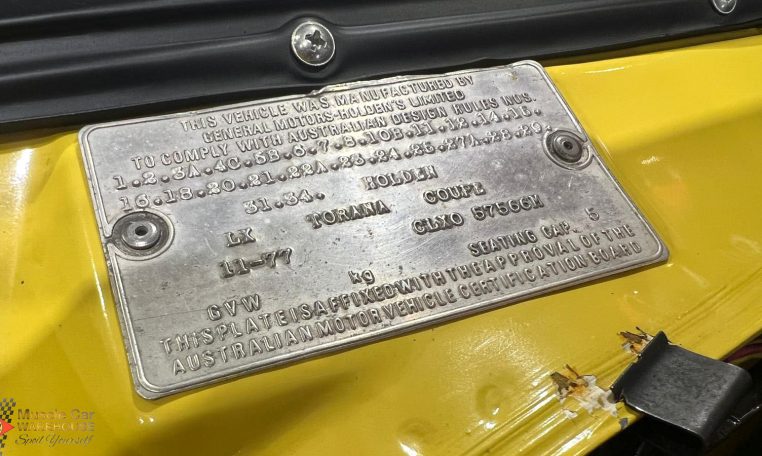 THIS VEHICLE WAS MANUFACTURED BY
GENERAL MOTORS-HOLDEN'S LIMITED
TO COMPLY WITH AUSTRALIAN DESIGN RULES NOS.
1.2.3A.4C.5B.6.7.8.10B.11.12.14.15.
16.18.20.21.22A.23.24.25.27A.28.29.
31.34. HOLDEN
LX TORANA COUPE
11-77 CLXO 57566M
GVW kg SEATING CAP. 5
THIS PLATE IS AFFIXED WITH THE APPROVAL OF THE
AUSTRALIAN MOTOR VEHICLE CERTIFICATION BOARD
Muscle Car
WAREHOUSE
Spoil Yourself